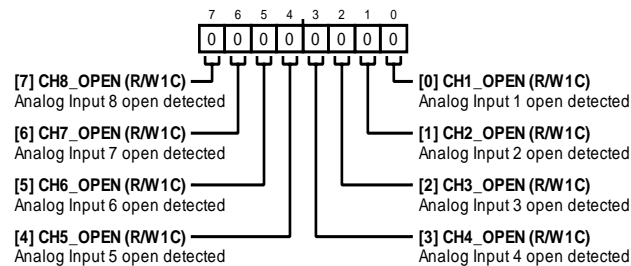 7 6 5 4 3 2 1 0
0 0 0 0 0 0 0 0
[7] CH8_OPEN (R/W1C)
Analog Input 8 open detected
[6] CH7_OPEN (R/W1C)
Analog Input 7 open detected
[5] CH6_OPEN (R/W1C)
Analog Input 6 open detected
[4] CH5_OPEN (R/W1C)
Analog Input 5 open detected
[0] CH1_OPEN (R/W1C)
Analog Input 1 open detected
[1] CH2_OPEN (R/W1C)
Analog Input 2 open detected
[2] CH3_OPEN (R/W1C)
Analog Input 3 open detected
[3] CH4_OPEN (R/W1C)
Analog Input 4 open detected